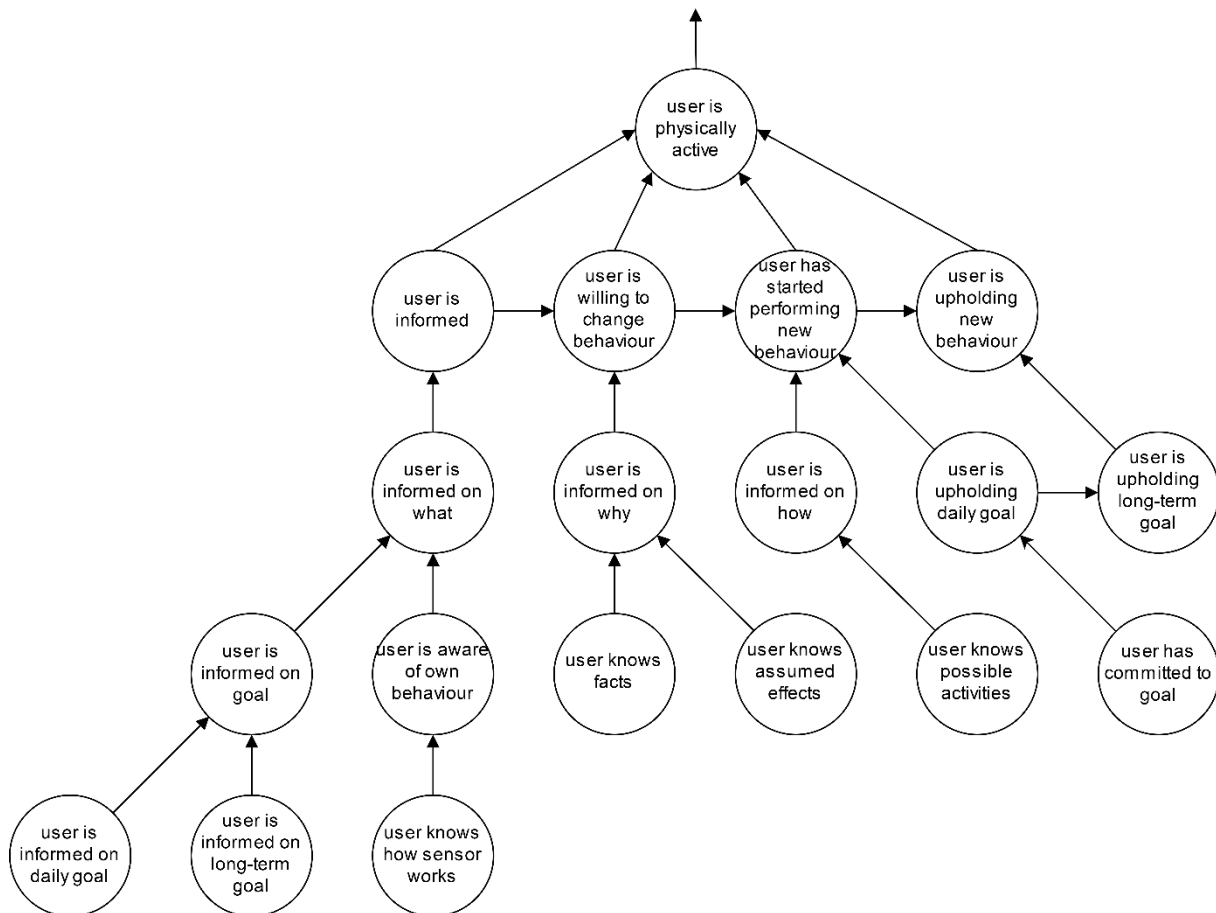 user is
physically
active
user is
informed
user is
willing to
change
behaviour
user has
started
performing
new
behaviour
user is
upholding
new
behaviour
user is
informed on
what
user is
informed on
why
user is
informed on
how
user is
upholding
daily goal
user is
upholding
long-term
goal
user is
informed on
goal
user is aware
of own
behaviour
user knows
facts
user knows
assumed
effects
user knows
possible
activities
user has
committed to
goal
user is
informed on
daily goal
user is
informed on
long-term
goal
user knows
how sensor
works